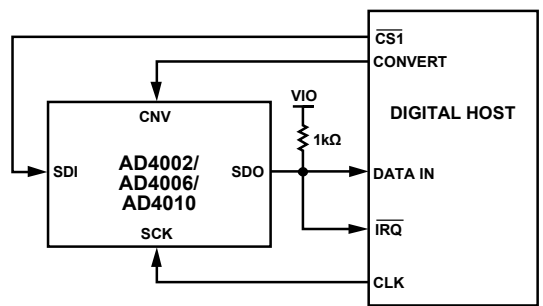 CS1
CONVERT
VIO
DIGITAL HOST
CNV
1kΩ
AD4002/
AD4006/
AD4010
SDI
SDO
DATA IN
SCK
IRQ
CLK